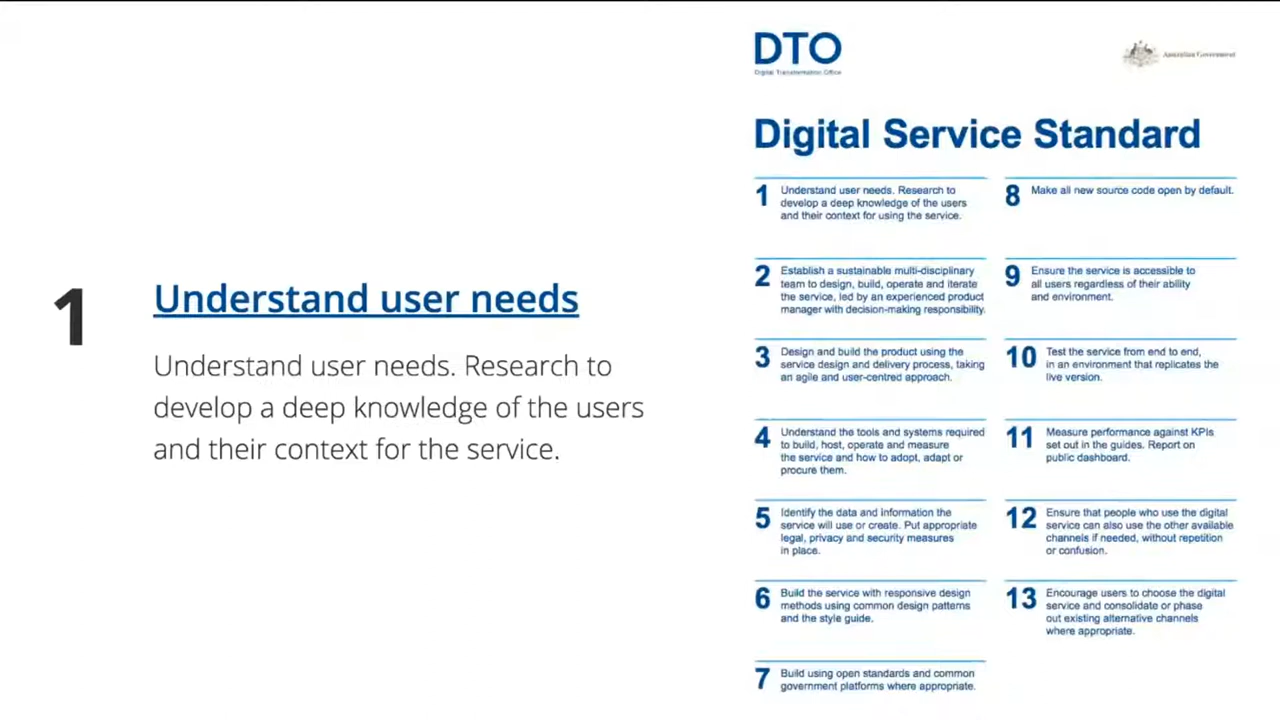 1
Understand user needs
Understand user needs. Research to
develop a deep knowledge of the users
and their context for the service.
DTO
Digital Transformation Office
Australian Government
Digital Service Standard
1
Understand user needs. Research to
develop a deep knowledge of the users
and their context for using the service.
2
Establish a sustainable multi-disciplinary
team to design, build, operate and iterate
the service, led by an experienced product
manager with decision-making responsibility.
3
Design and build the product using the
service design and delivery process, taking
an agile and user-centred approach.
4
Understand the tools and systems required
to build, host, operate and measure
the service and how to adopt, adapt or
procure them.
5
Identify the data and information the
service will use or create. Put appropriate
legal, privacy and security measures
in place.
6
Build the service with responsive design
methods using common design patterns
and the style guide.
7
Build using open standards and common
government platforms where appropriate.
8
Make all new source code open by default.
9
Ensure the service is accessible to
all users regardless of their ability
and environment.
10
Test the service from end to end,
in an environment that replicates the
live version.
11
Measure performance against KPIs
set out in the guides. Report on
public dashboard.
12
Ensure that people who use the digital
service can also use the other available
channels if needed, without repetition
or confusion.
13
Encourage users to choose the digital
service and consolidate or phase
out existing alternative channels
where appropriate.